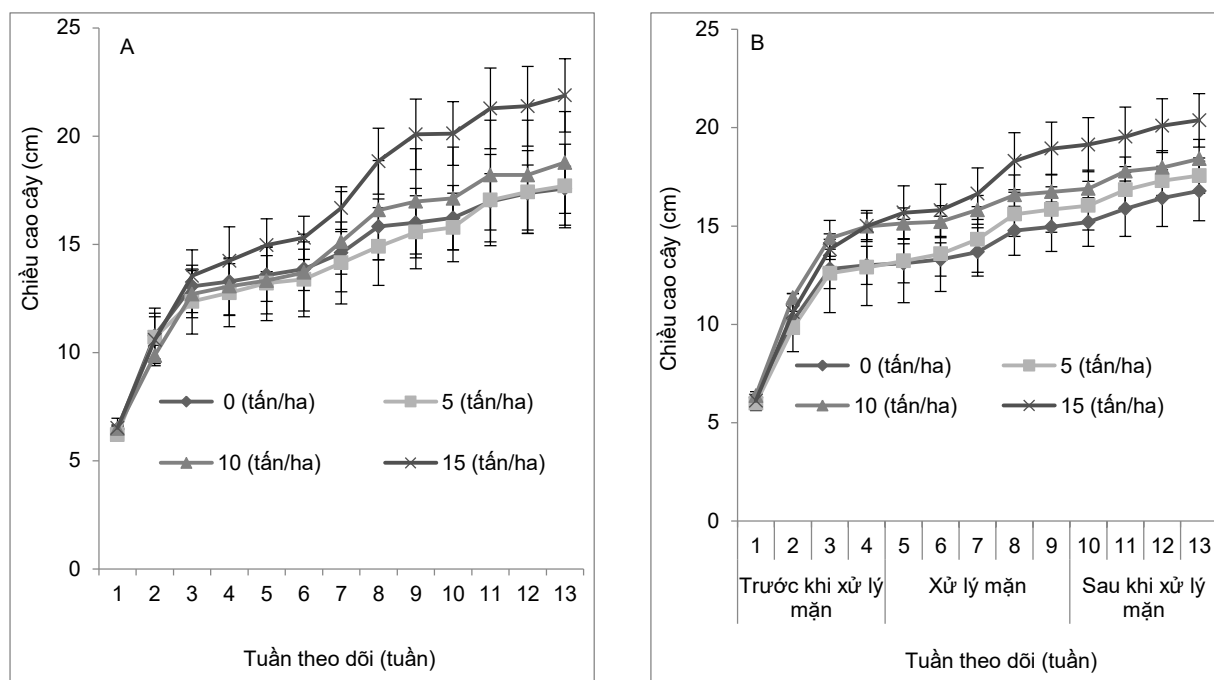 A
Chiều cao cây (cm)
25
20
15
10
5
0
0 (tấn/ha)
5 (tấn/ha)
10 (tấn/ha)
15 (tấn/ha)
1 2 3 4 5 6 7 8 9 10 11 12 13
Tuần theo dõi (tuần)
B
Chiều cao cây (cm)
25
20
15
10
5
0
0 (tấn/ha)
5 (tấn/ha)
10 (tấn/ha)
15 (tấn/ha)
1 2 3 4 5 6 7 8 9 10 11 12 13
Trước khi xử lý
mặn
Xử lý mặn
Sau khi xử lý
mặn
Tuần theo dõi (tuần)